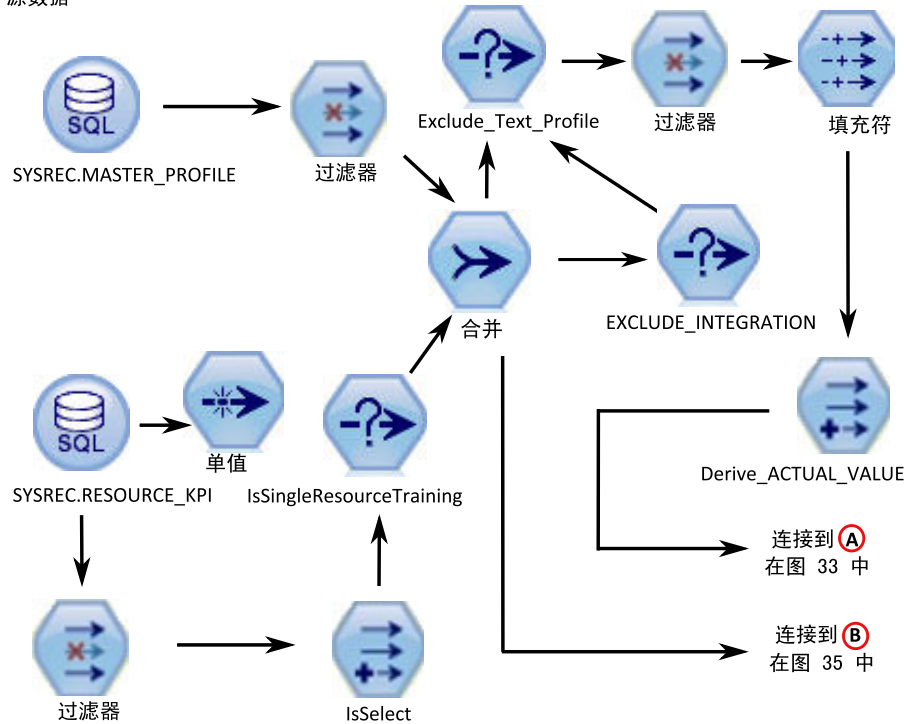 源数据
SQL
SYSREC.MASTER_PROFILE
过滤器
Exclude_Text_Profile
过滤器
填充符
合并
EXCLUDE_INTEGRATION
SQL
SYSREC.RESOURCE_KPI
单值
IsSingleResourceTraining
Derive_ACTUAL_VALUE
连接到 A
在图 33 中
连接到 B
在图 35 中
过滤器
IsSelect